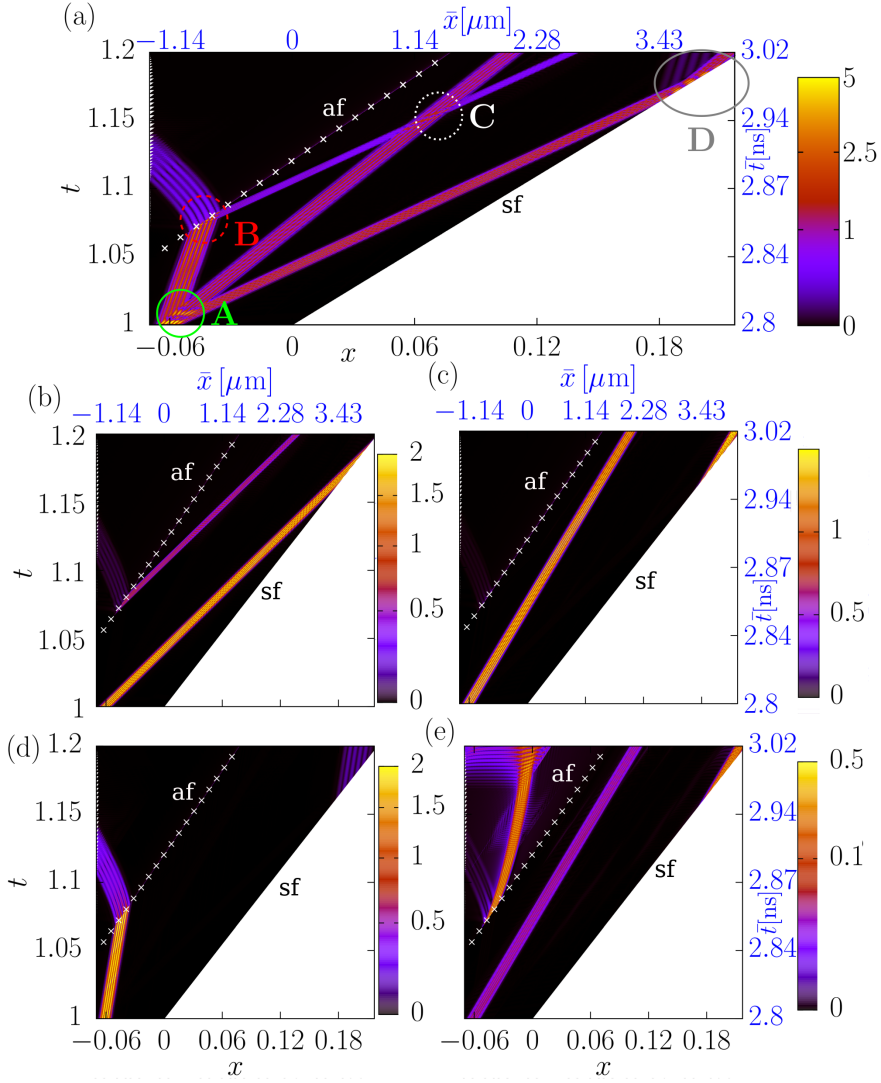 (a)
x̄[μm]
−1.14 0 1.14 2.28 3.43
1.2
1.15
1.1
1.05
1
t
af
C
D
B
A
sf
3.02
2.94
2.87
2.84
2.8
t̄[ns]
5
2.5
1
0
−0.06 0 0.06 0.12 0.18
x
(b)
x̄ [μm]
−1.14 0 1.14 2.28 3.43
1.2
1.15
1.1
1.05
1
t
af
sf
2
1.5
1
0.5
0
(c)
x̄ [μm]
−1.14 0 1.14 2.28 3.43
af
sf
3.02
2.94
2.87
2.84
2.8
t̄[ns]
1
0.5
0
(d)
1.2
1.15
1.1
1.05
1
t
af
sf
2
1.5
1
0.5
0
−0.06 0 0.06 0.12 0.18
x
(e)
af
sf
3.02
2.94
2.87
2.84
2.8
t̄[ns]
0.5
0.1
0
−0.06 0 0.06 0.12 0.18
x